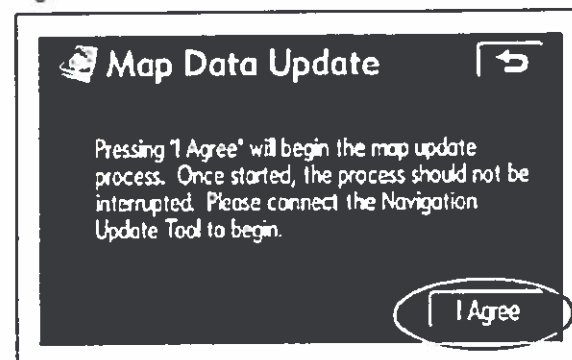 Map Data Update
Pressing "I Agree" will begin the map update
process. Once started, the process should not be
interrupted. Please connect the Navigation
Update Tool to begin.
I Agree